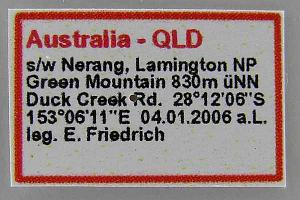 Australia - QLD
s/w Nerang, Lamington NP
Green Mountain 830m üNN
Duck Creek Rd. 28°12'06"S
153°06'11"E 04.01.2006 a.L.
leg. E. Friedrich